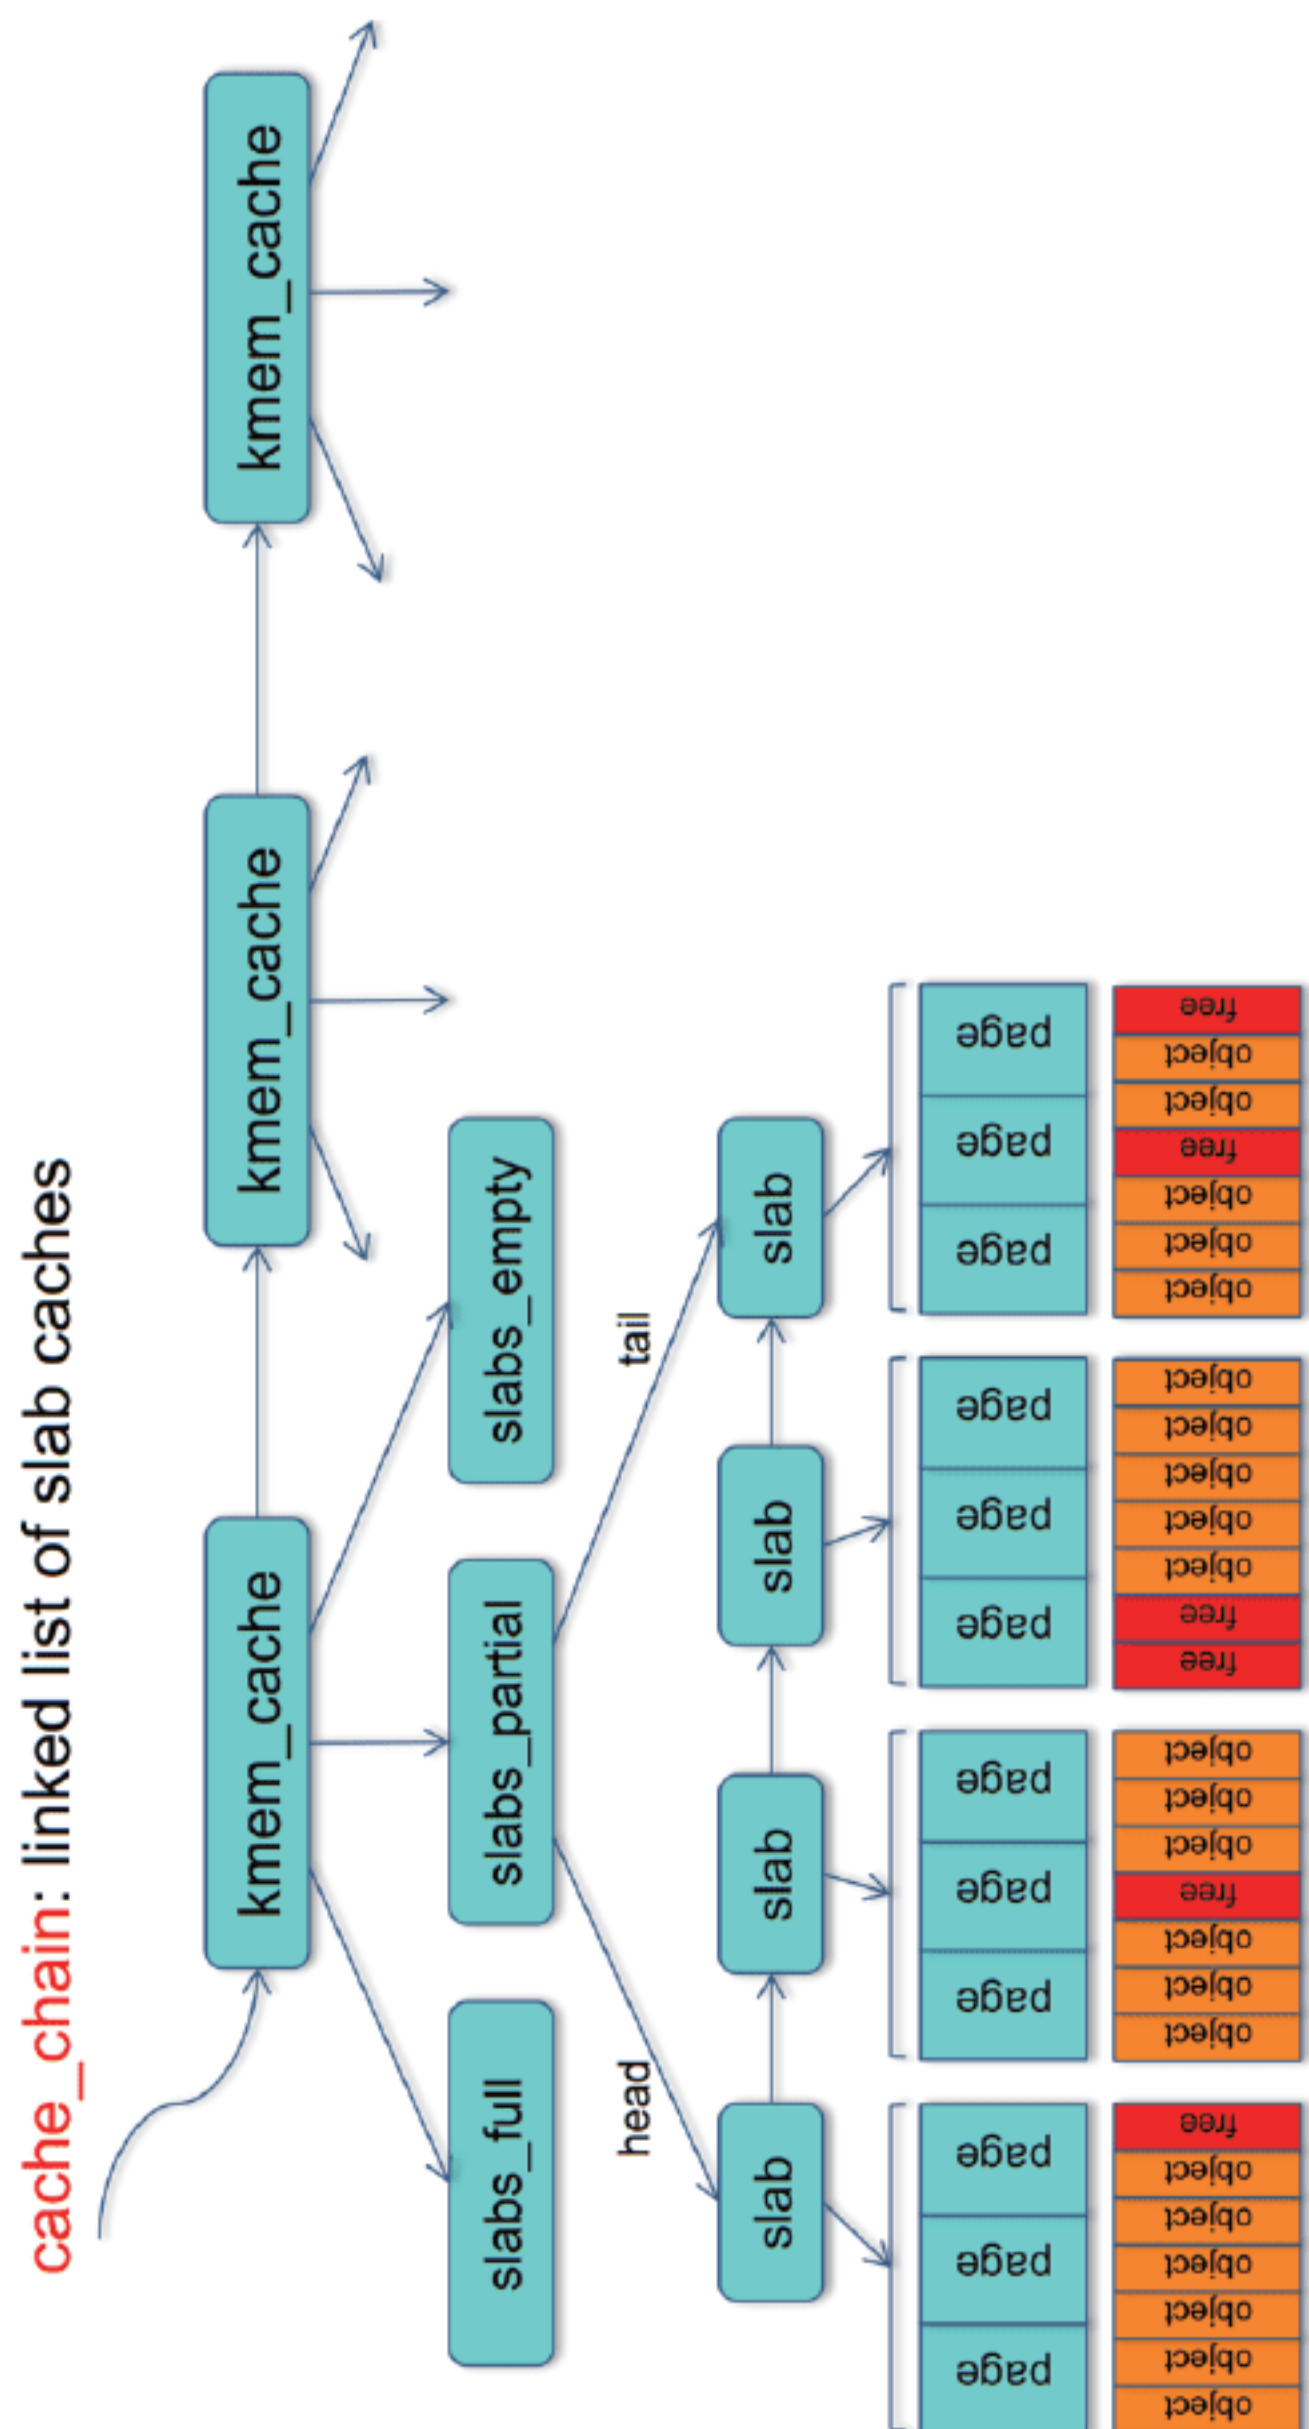 cache_chain: linked list of slab caches
kmem_cache kmem_cache kmem_cache
slabs_full slabs_partial slabs_empty
head tail
slab slab slab slab
page page page page page page page page page page page page
object object object object object object free object object object free object object object free free object object object object object object object object free object object free